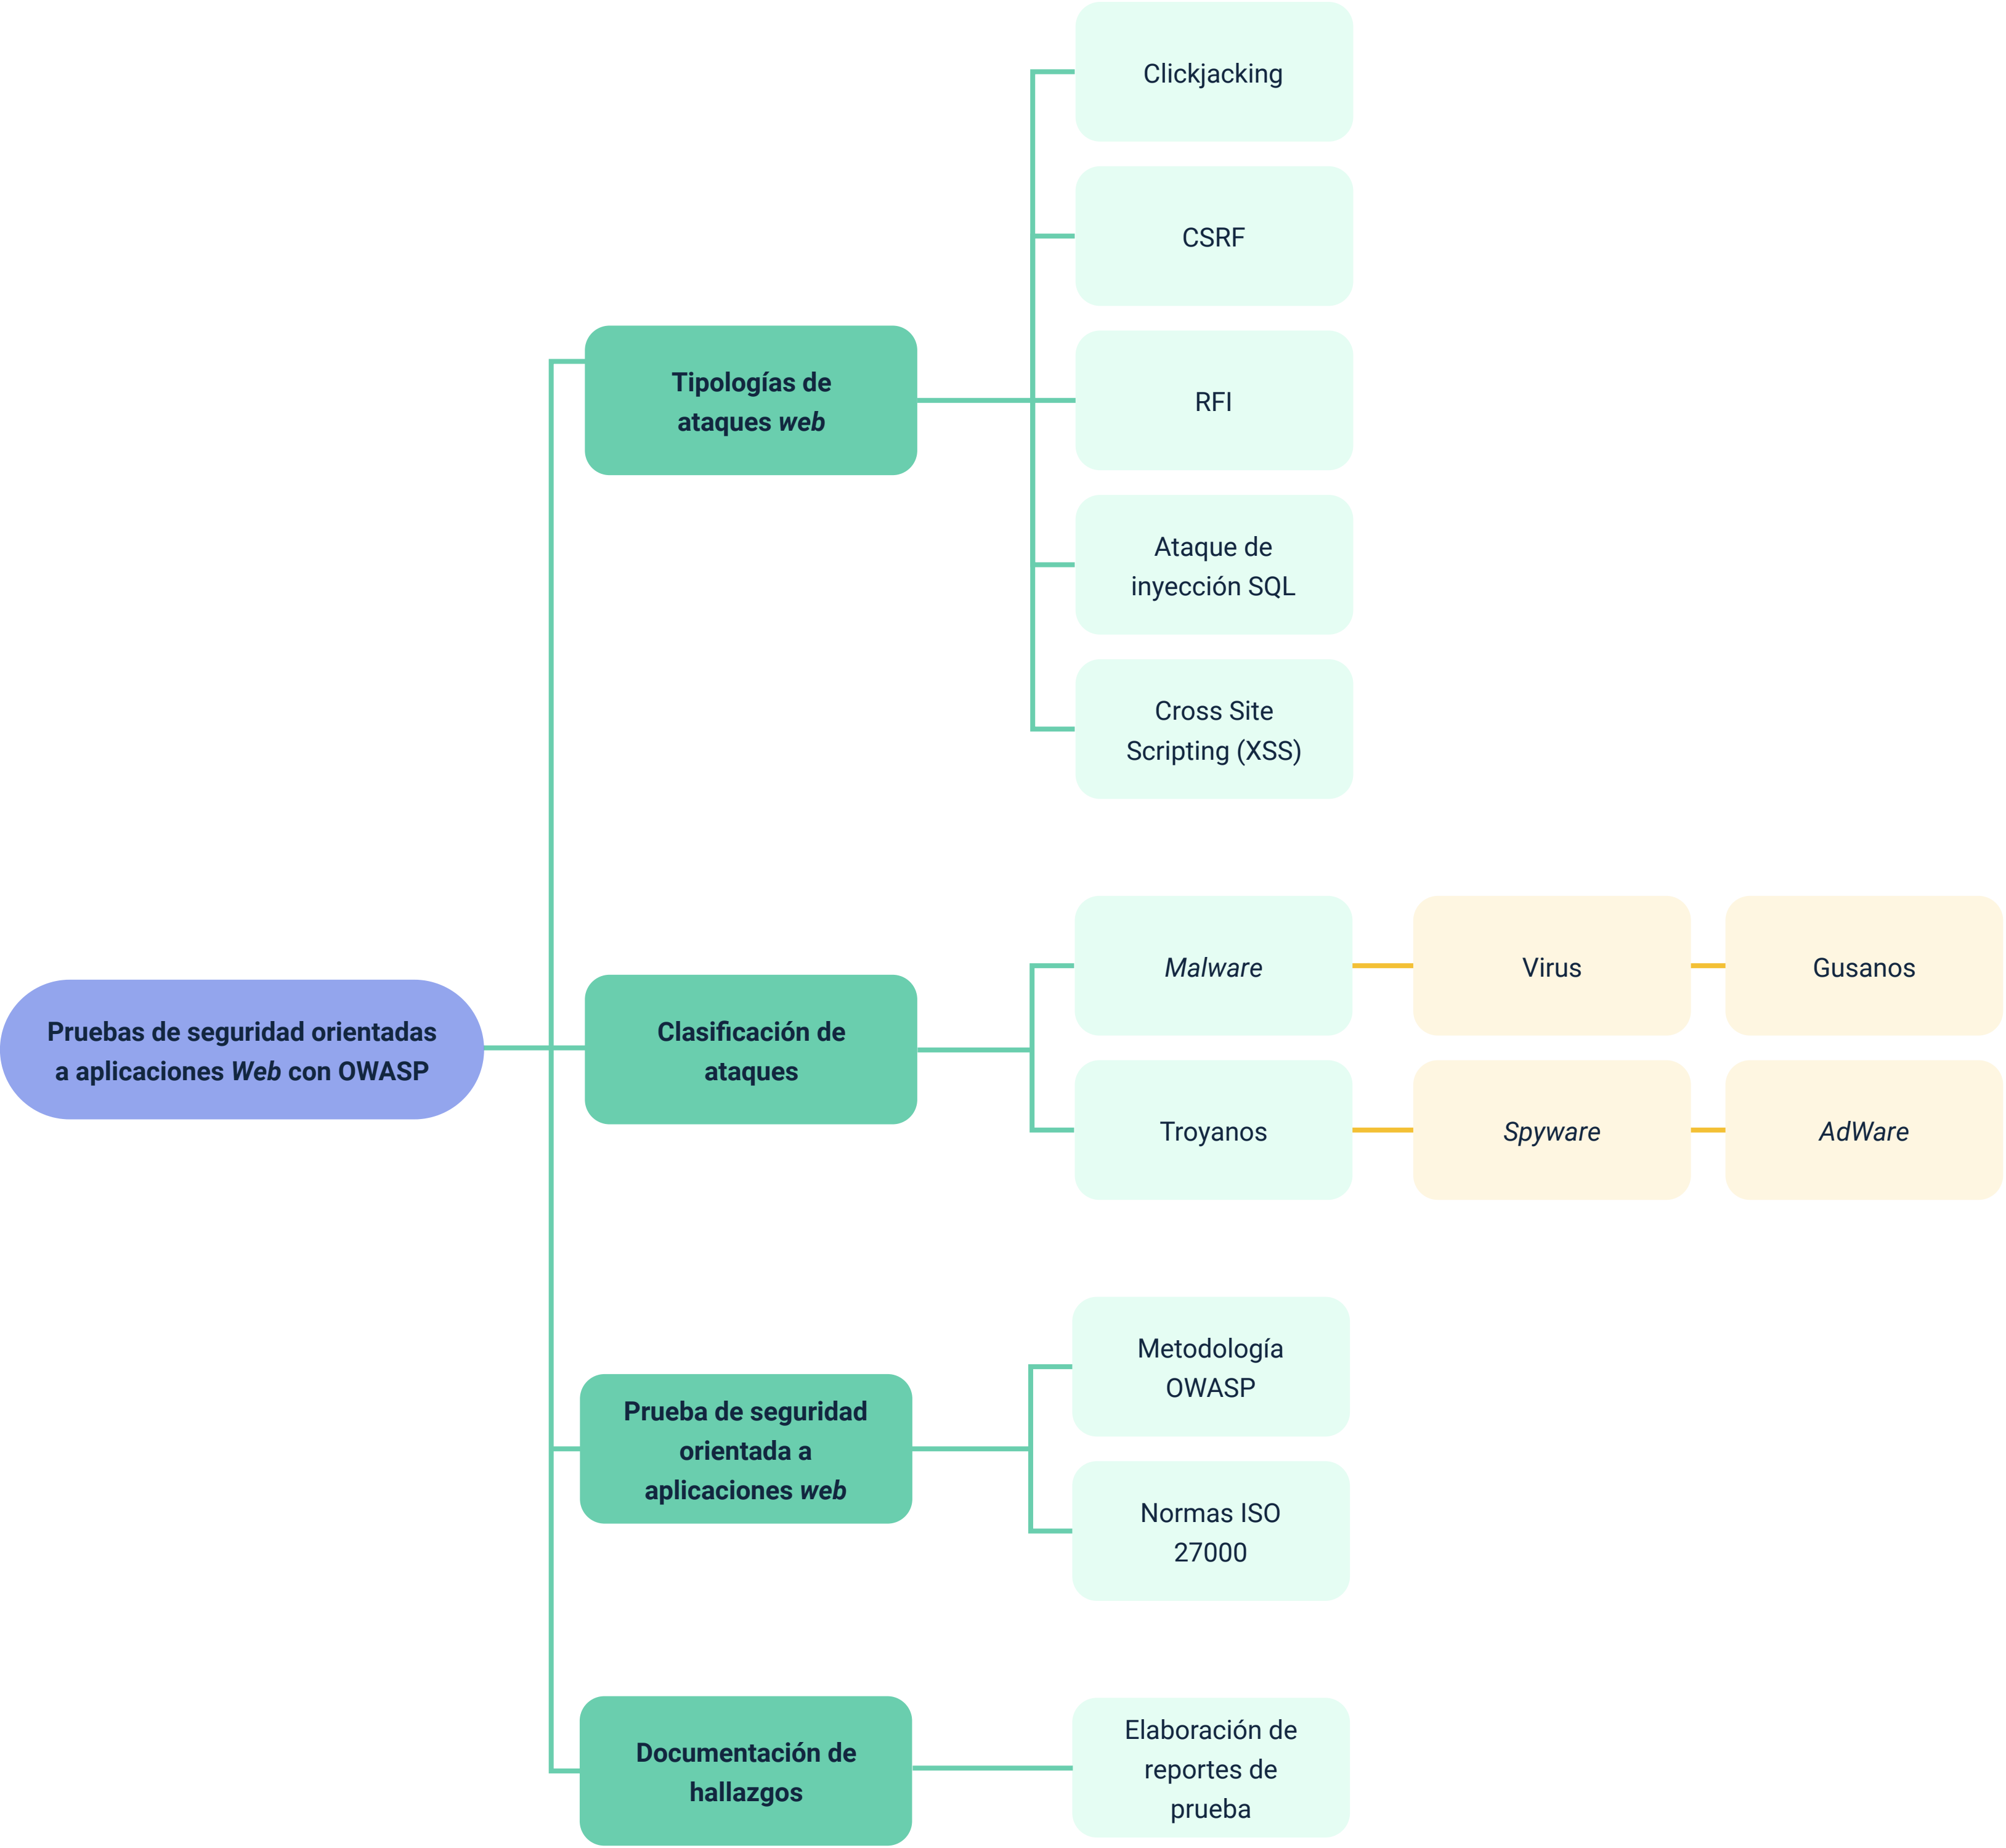 Pruebas de seguridad orientadas
a aplicaciones Web con OWASP
Tipologías de
ataques web
Clickjacking
CSRF
RFI
Ataque de
inyección SQL
Cross Site
Scripting (XSS)
Clasificación de
ataques
Malware
Virus
Gusanos
Troyanos
Spyware
AdWare
Prueba de seguridad
orientada a
aplicaciones web
Metodología
OWASP
Normas ISO
27000
Documentación de
hallazgos
Elaboración de
reportes de
prueba